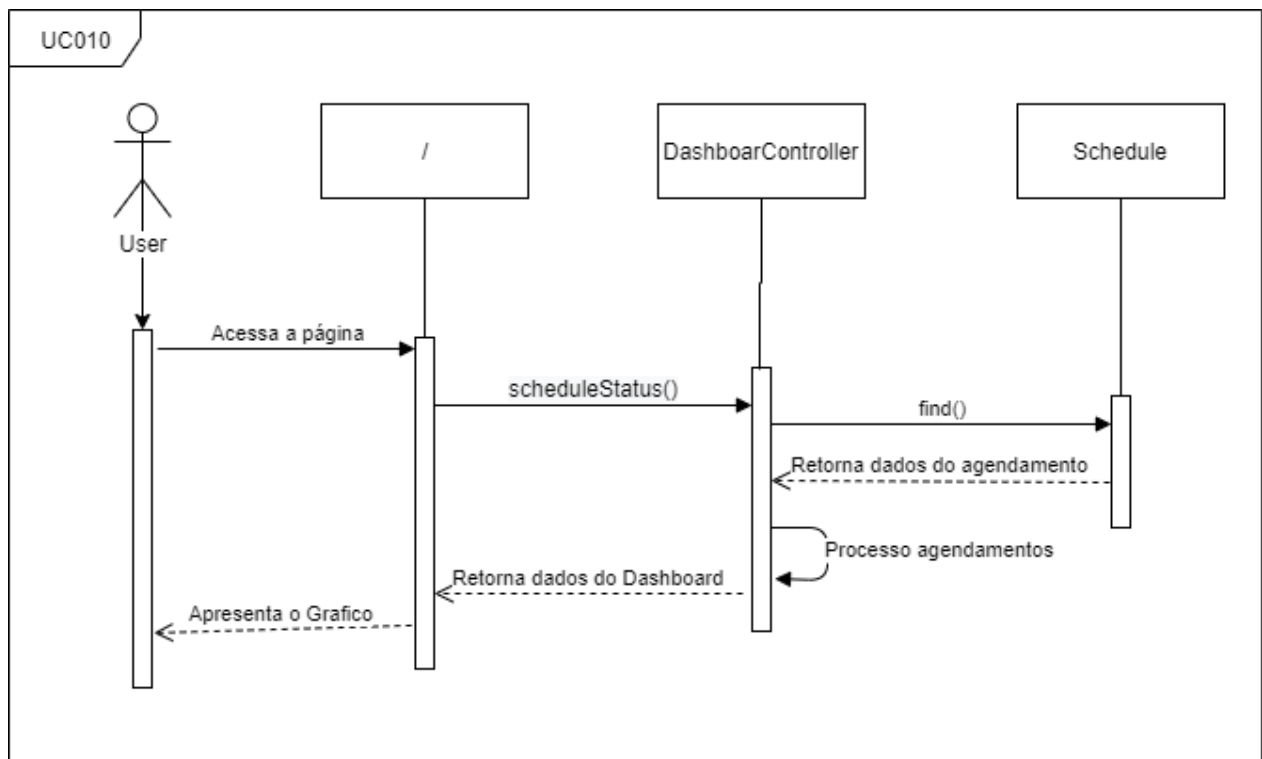 UC010
/
DashboarController
Schedule
User
Acessa a página
scheduleStatus()
find()
Retorna dados do agendamento
Processo agendamentos
Retorna dados do Dashboard
Apresenta o Grafico